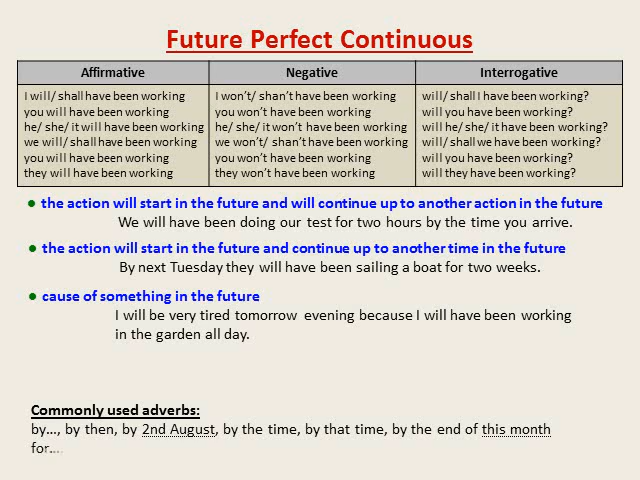 Future Perfect Continuous
Affirmative Negative Interrogative
I will/ shall have been working I won't/ shan't have been working will/ shall I have been working?
you will have been working you won't have been working will you have been working?
he/ she/ it will have been working he/ she/ it won't have been working will he/ she/ it have been working?
we will/ shall have been working we won't/ shan't have been working will/ shall we have been working?
you will have been working you won't have been working will you have been working?
they will have been working they won't have been working will they have been working?
● the action will start in the future and will continue up to another action in the future
We will have been doing our test for two hours by the time you arrive.
● the action will start in the future and continue up to another time in the future
By next Tuesday they will have been sailing a boat for two weeks.
● cause of something in the future
I will be very tired tomorrow evening because I will have been working
in the garden all day.
Commonly used adverbs:
by..., by then, by 2nd August, by the time, by that time, by the end of this month
for....